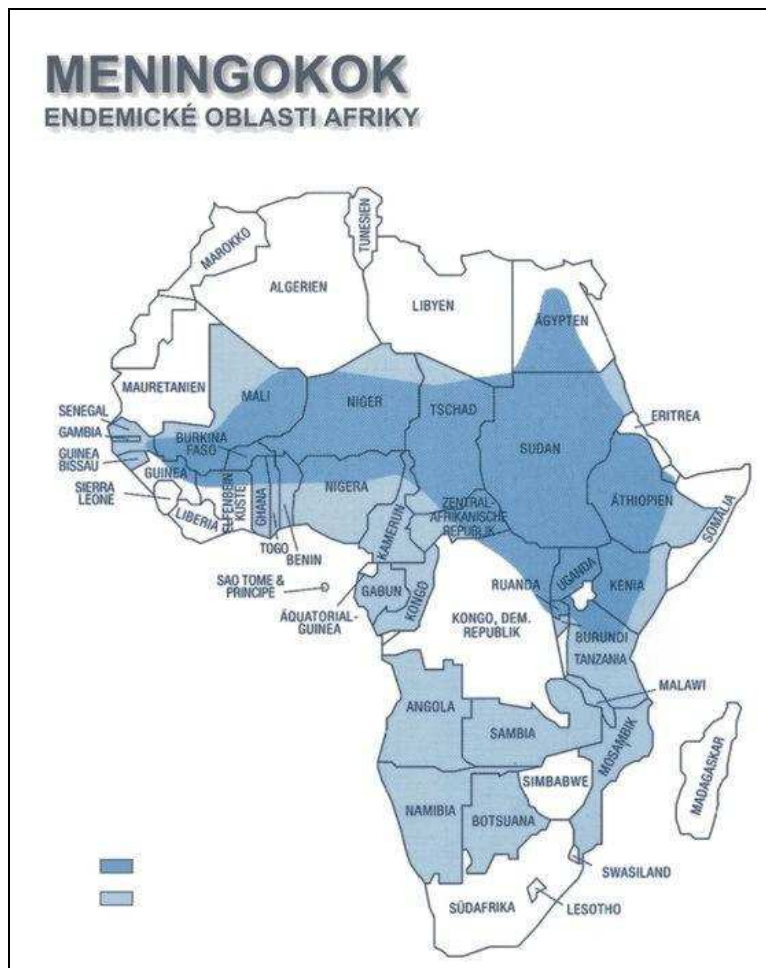 MENINGOKOK
ENDEMICKÉ OBLASTI AFRIKY
TUNESIEN
MAROKKO
ALGERIEN
LIBYEN
ÄGYPTEN
MAURETANIEN
MALI
NIGER
TSCHAD
SUDAN
ERITREA
SENEGAL
GAMBIA
GUINEA
BISSAU
BURKINA
FASO
GUINEA
SIERRA
LEONE
LIBERIA
ELFENBEIN
KÜSTE
GHANA
TOGO
BENIN
NIGERA
KAMERUN
ZENTRAL-
AFRIKANISCHE
REPUBLIK
ÄTHIOPIEN
SOMALIA
SAO TOME &
PRINCIPE
ÄQUATORIAL-
GUINEA
GABUN
KONGO
KONGO, DEM.
REPUBLIK
RUANDA
UGANDA
KENIA
BURUNDI
TANZANIA
MALAWI
ANGOLA
SAMBIA
MOSAMBIK
MADAGASKAR
SIMBABWE
NAMIBIA
BOTSUANA
SWASILAND
SÜDAFRIKA
LESOTHO